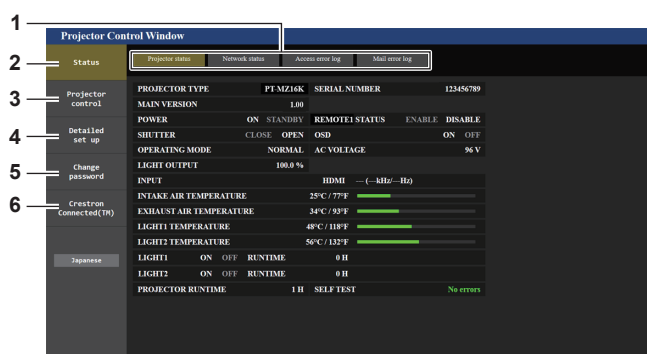 1
Projector Control Window
2
Status
Projector status Network status Access error log Mail error log
3
Projector
control
4
Detailed
set up
5
Change
password
6
Crestron
Connected(TM)
Japanese
PROJECTOR TYPE PT-MZ16K SERIAL NUMBER 123456789
MAIN VERSION 1.00
POWER ON STANDBY REMOTE1 STATUS ENABLE DISABLE
SHUTTER CLOSE OPEN OSD ON OFF
OPERATING MODE NORMAL AC VOLTAGE 96 V
LIGHT OUTPUT 100.0 %
INPUT HDMI --- (---kHz/---Hz)
INTAKE AIR TEMPERATURE 25°C / 77°F
EXHAUST AIR TEMPERATURE 34°C / 93°F
LIGHT1 TEMPERATURE 48°C / 118°F
LIGHT2 TEMPERATURE 56°C / 132°F
LIGHT1 ON OFF RUNTIME 0 H
LIGHT2 ON OFF RUNTIME 0 H
PROJECTOR RUNTIME 1 H SELF TEST No errors